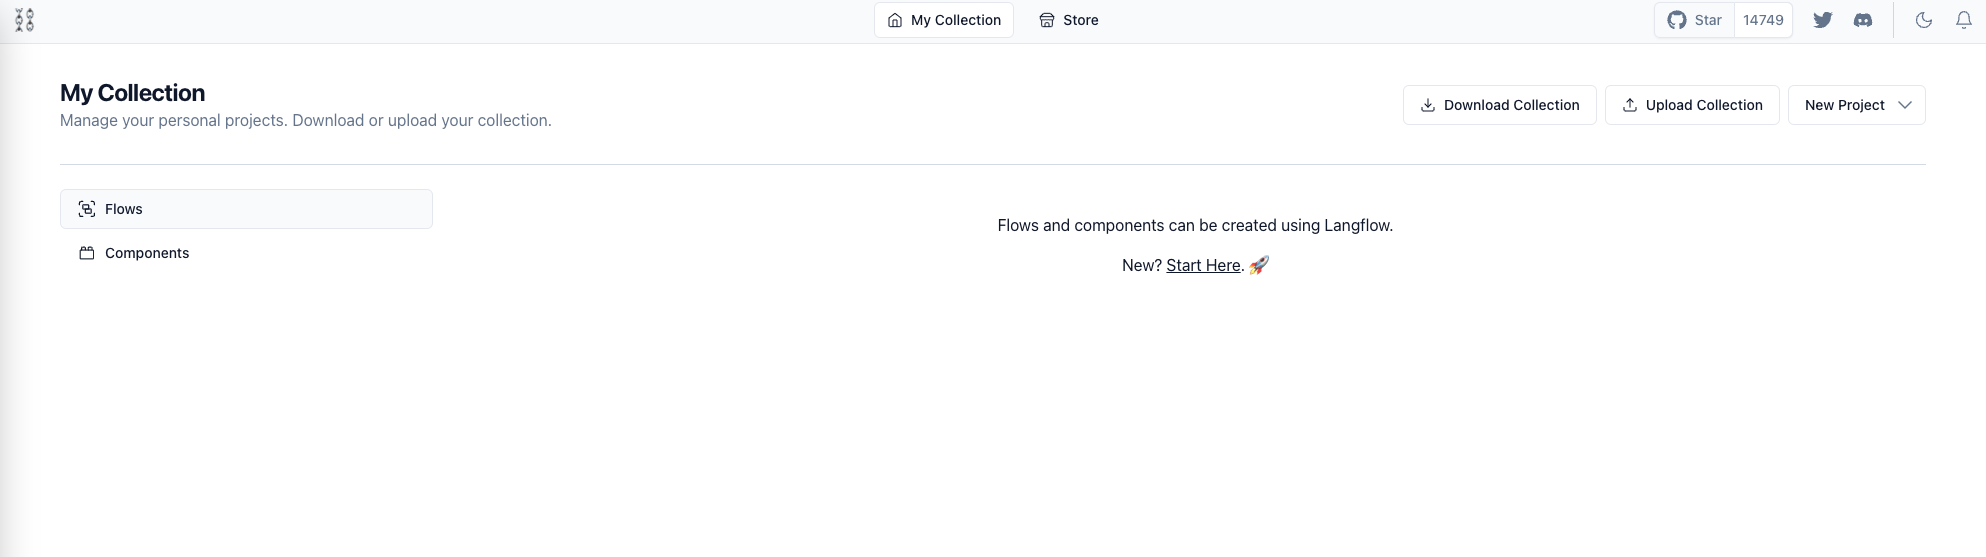 My Collection
Store
Star
14749
My Collection
Manage your personal projects. Download or upload your collection.
Download Collection
Upload Collection
New Project
Flows
Components
Flows and components can be created using Langflow.
New? Start Here. 🚀